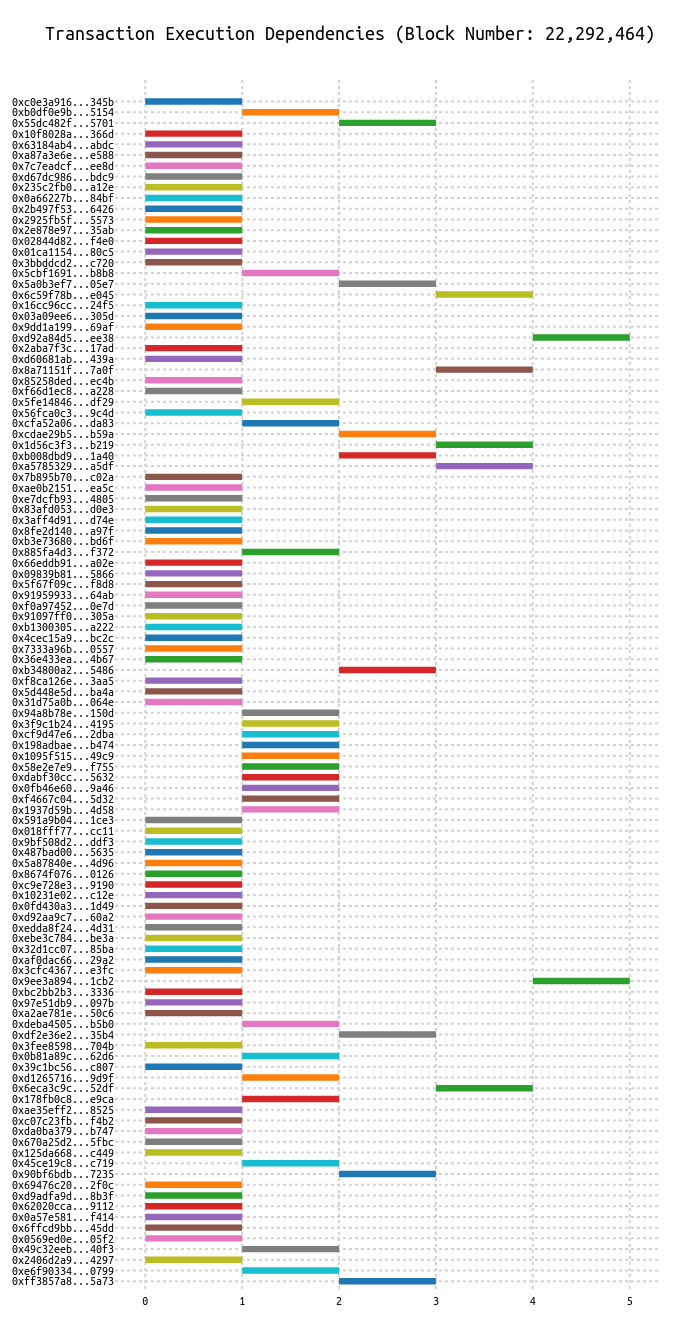 Transaction Execution Dependencies (Block Number: 22,292,464)
0xc0e3a916...345b
0xb0df0e9b...5154
0x55dc482f...5701
0x10f8028a...366d
0x63184ab4...abdc
0xa87a3e6e...e588
0x7c7eadcf...ee8d
0xd67dc986...bdc9
0x235c2fb0...a12e
0x0a66227b...84bf
0x2b497f53...6426
0x2925fb5f...5573
0x2e878e97...35ab
0x02844d82...f4e0
0x01ca1154...80c5
0x3bbddcd2...c720
0x5cbf1691...b8b8
0x5a0b3ef7...05e7
0x6c59f78b...e045
0x16cc96cc...24f5
0x03a09ee6...305d
0x9dd1a199...69af
0xd92a84d5...ee38
0x2aba7f3c...17ad
0xd60681ab...439a
0x8a71151f...7a0f
0x85258ded...ec4b
0xf66d1ec8...a228
0x5fe14846...df29
0x56fca0c3...9c4d
0xcfa52a06...da83
0xcdae29b5...b59a
0x1d56c3f3...b219
0xb008dbd9...1a40
0xa5785329...a5df
0x7b895b70...c02a
0xae0b2151...ea5c
0xe7dcfb93...4805
0x83afd053...d0e3
0x3aff4d91...d74e
0x8fe2d140...a97f
0xb3e73680...bd6f
0x885fa4d3...f372
0x66eddb91...a02e
0x09839b81...5866
0x5f67f09c...f8d8
0x91959933...64ab
0xf0a97452...0e7d
0x91097ff0...305a
0xb1300305...a222
0x4cec15a9...bc2c
0x7333a96b...0557
0x36e433ea...4b67
0xb34800a2...5486
0xf8ca126e...3aa5
0x5d448e5d...ba4a
0x31d75a0b...064e
0x94a8b78e...150d
0x3f9c1b24...4195
0xcf9d47e6...2dba
0x198adbae...b474
0x1095f515...49c9
0x58e2e7e9...f755
0xdabf30cc...5632
0x0fb46e60...9a46
0xf4667c04...5d32
0x1937d59b...4d58
0x591a9b04...1ce3
0x018fff77...cc11
0x9bf508d2...ddf3
0x487bad00...5635
0x5a87840e...4d96
0x8674f076...0126
0xc9e728e3...9190
0x10231e02...c12e
0x0fd430a3...1d49
0xd92aa9c7...60a2
0xedda8f24...4d31
0xebe3c784...be3a
0x32d1cc07...85ba
0xaf0dac66...29a2
0x3cfc4367...e3fc
0x9ee3a894...1cb2
0xbc2bb2b3...3336
0x97e51db9...097b
0xa2ae781e...50c6
0xdeba4505...b5b0
0xdf2e36e2...35b4
0x3fee8598...704b
0x0b81a89c...62d6
0x39c1bc56...c807
0xd1265716...9d9f
0x6eca3c9c...52df
0x178fb0c8...e9ca
0xae35eff2...8525
0xc07c23fb...f4b2
0xda0ba379...b747
0x670a25d2...5fbc
0x125da668...c449
0x45ce19c8...c719
0x90bf6bdb...7235
0x69476c20...2f0c
0xd9adfa9d...8b3f
0x62020cca...9112
0x0a57e581...f414
0x6ffcd9bb...45dd
0x0569ed0e...05f2
0x49c32eeb...40f3
0x2406d2a9...4297
0xe6f90334...0799
0xff3857a8...5a73
0 1 2 3 4 5